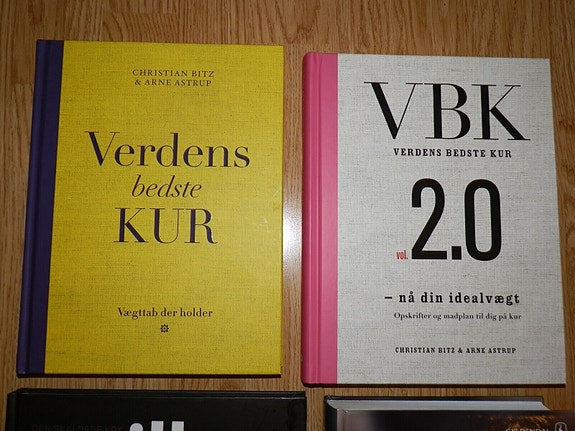 CHRISTIAN BITZ
& ARNE ASTRUP
Verdens
bedste
KUR
Vægttab der holder
VBK
VERDENS BEDSTE KUR
vol. 2.0
– nå din idealvægt
Opskrifter og madplan til dig på kur
CHRISTIAN BITZ & ARNE ASTRUP
GYLDENDAL